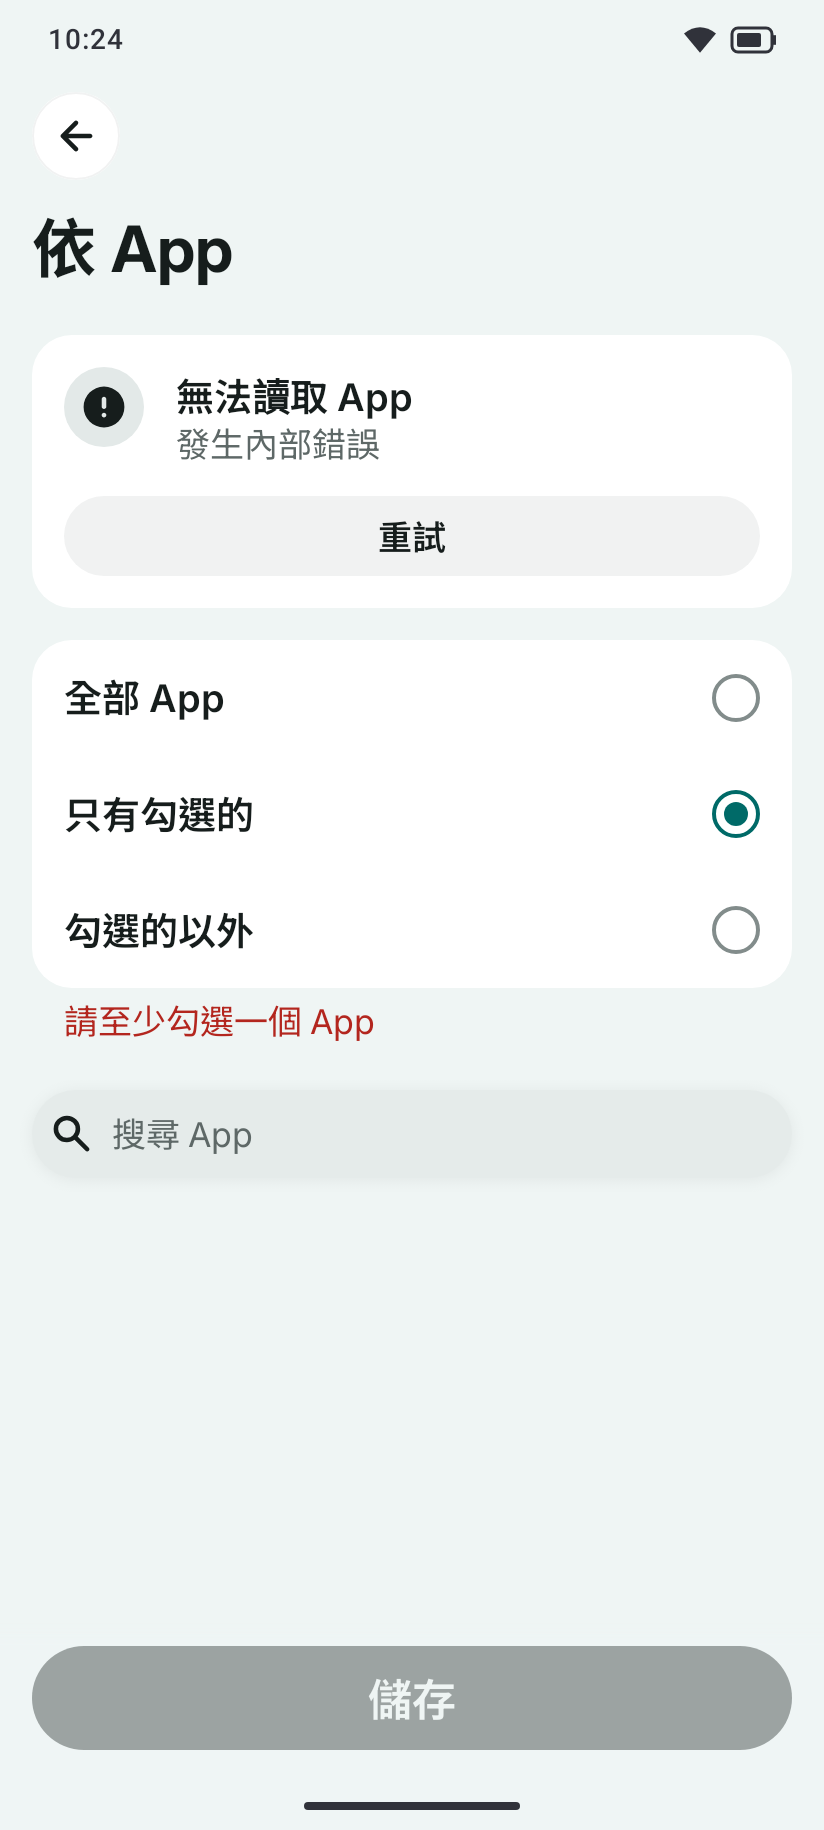 10:24
依 App
無法讀取 App
發生內部錯誤
重試
全部 App
只有勾選的
勾選的以外
請至少勾選一個 App
搜尋 App
儲存